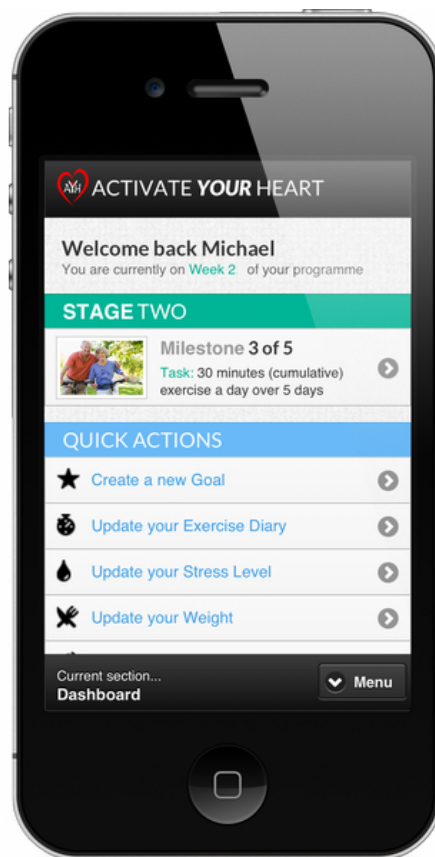 AYH ACTIVATE YOUR HEART
Welcome back Michael
You are currently on Week 2 of your programme
STAGE TWO
Milestone 3 of 5
Task: 30 minutes (cumulative)
exercise a day over 5 days
QUICK ACTIONS
Create a new Goal
Update your Exercise Diary
Update your Stress Level
Update your Weight
Current section...
Dashboard
Menu